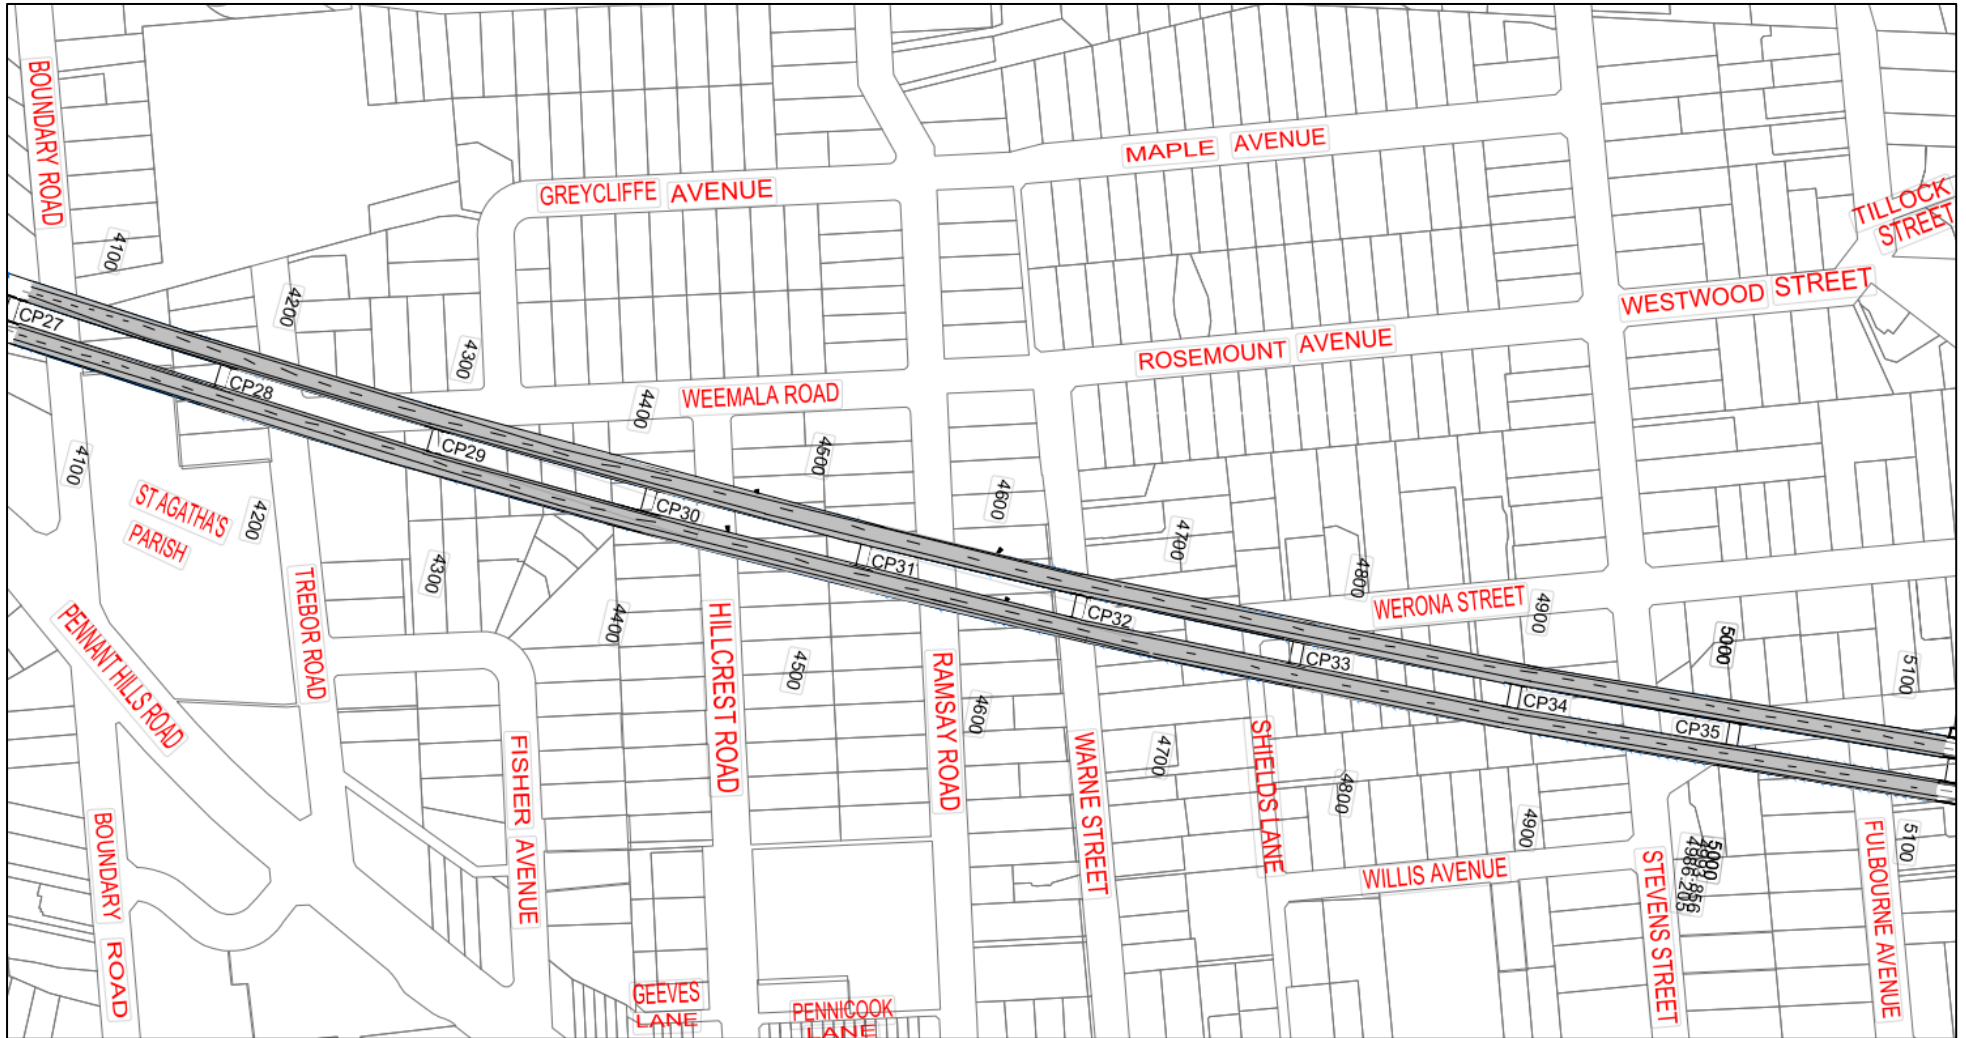 BOUNDARY ROAD
MAPLE AVENUE
GREYCLIFFE AVENUE
TILLOCK
STREET
4100
4200
WESTWOOD STREET
CP27
4300
ROSEMOUNT AVENUE
CP28
4400
WEEMALA ROAD
CP29
4500
4100
ST AGATHA'S
PARISH
4200
CP30
4600
4700
4300
CP31
4800
TREBOR ROAD
4400
CP32
WERONA STREET
4900
PENNANT HILLS ROAD
HILLCREST ROAD
4500
RAMSAY ROAD
4600
CP33
5000
5100
CP34
CP35
FISHER AVENUE
WARNE STREET
4700
SHIELDS LANE
4800
4900
BOUNDARY ROAD
WILLIS AVENUE
STEVENS STREET
5000
4986.205
FULBOURNE AVENUE
5100
GEEVES
LANE
PENNICOOK
LANE